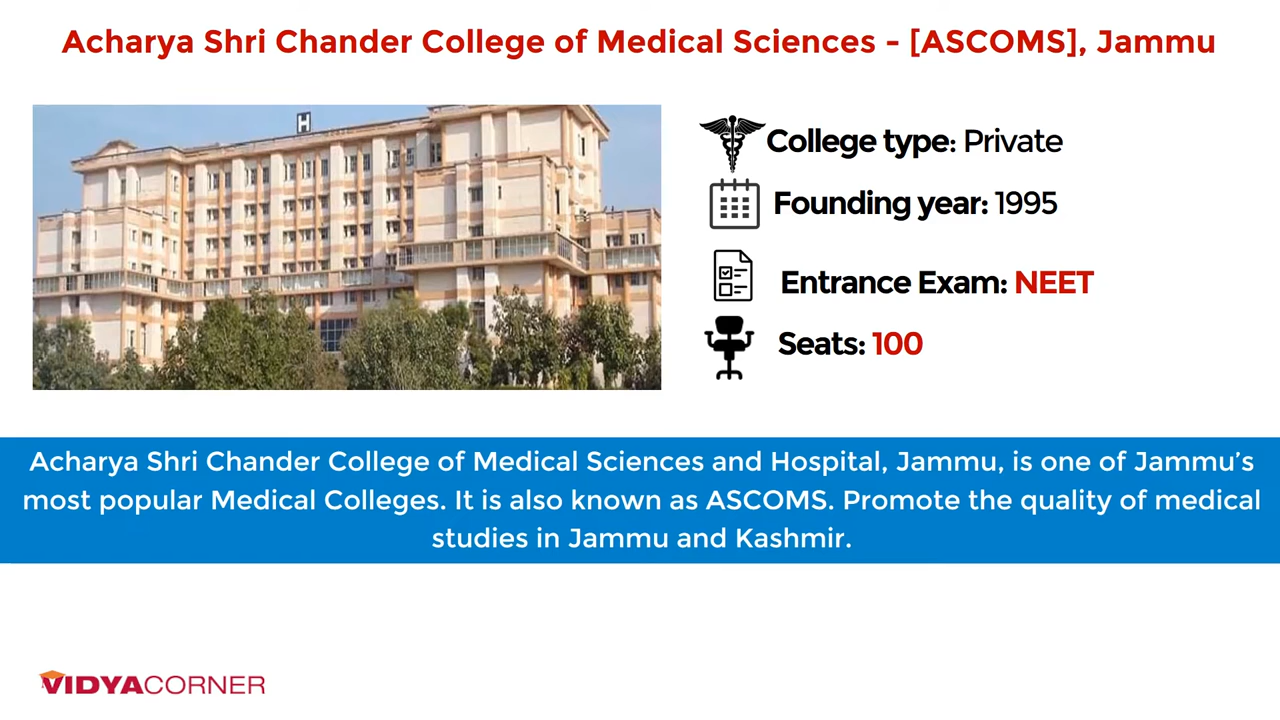 Acharya Shri Chander College of Medical Sciences - [ASCOMS], Jammu
H
College type: Private
Founding year: 1995
Entrance Exam: NEET
Seats: 100
Acharya Shri Chander College of Medical Sciences and Hospital, Jammu, is one of Jammu’s
most popular Medical Colleges. It is also known as ASCOMS. Promote the quality of medical
studies in Jammu and Kashmir.
VIDYACORNER